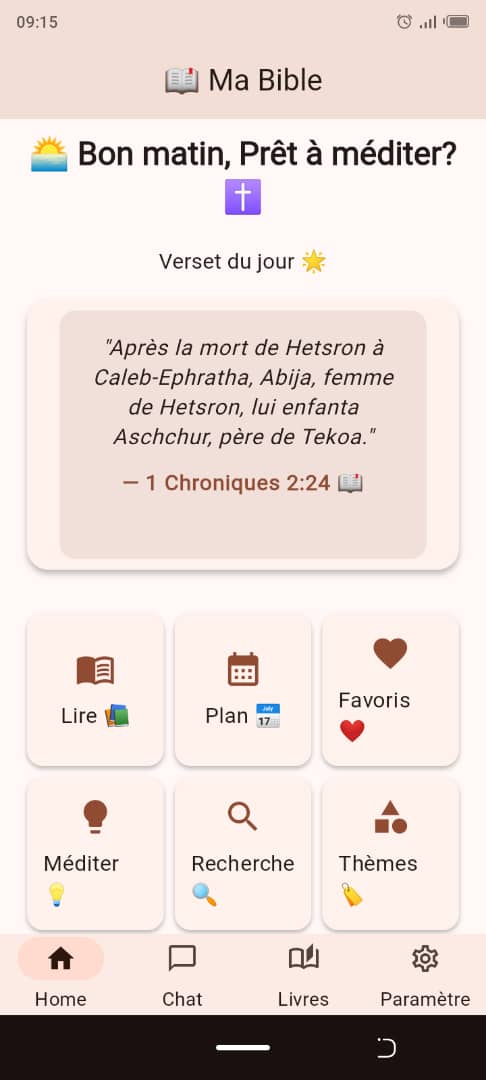 09:15
📖 Ma Bible
🌅 Bon matin, Prêt à méditer?
✝️
Verset du jour 🌟
"Après la mort de Hetsron à
Caleb-Ephratha, Abija, femme
de Hetsron, lui enfanta
Aschchur, père de Tekoa."
— 1 Chroniques 2:24 📖
Lire 📚
Plan 📅
Favoris
❤️
Méditer
💡
Recherche
🔍
Thèmes
🏷️
Home
Chat
Livres
Paramètre